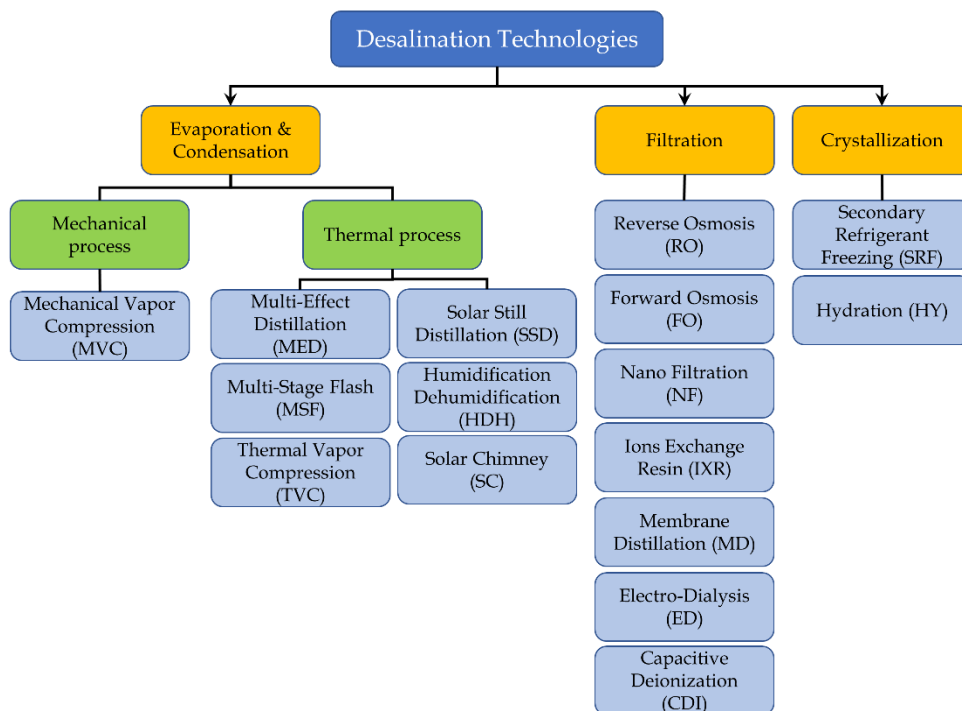 Desalination Technologies
Evaporation &
Condensation
Filtration
Crystallization
Mechanical
process
Thermal process
Mechanical Vapor
Compression
(MVC)
Multi-Effect
Distillation
(MED)
Multi-Stage Flash
(MSF)
Thermal Vapor
Compression
(TVC)
Solar Still
Distillation (SSD)
Humidification
Dehumidification
(HDH)
Solar Chimney
(SC)
Reverse Osmosis
(RO)
Forward Osmosis
(FO)
Nano Filtration
(NF)
Ions Exchange
Resin (IXR)
Membrane
Distillation (MD)
Electro-Dialysis
(ED)
Capacitive
Deionization
(CDI)
Secondary
Refrigerant
Freezing (SRF)
Hydration (HY)